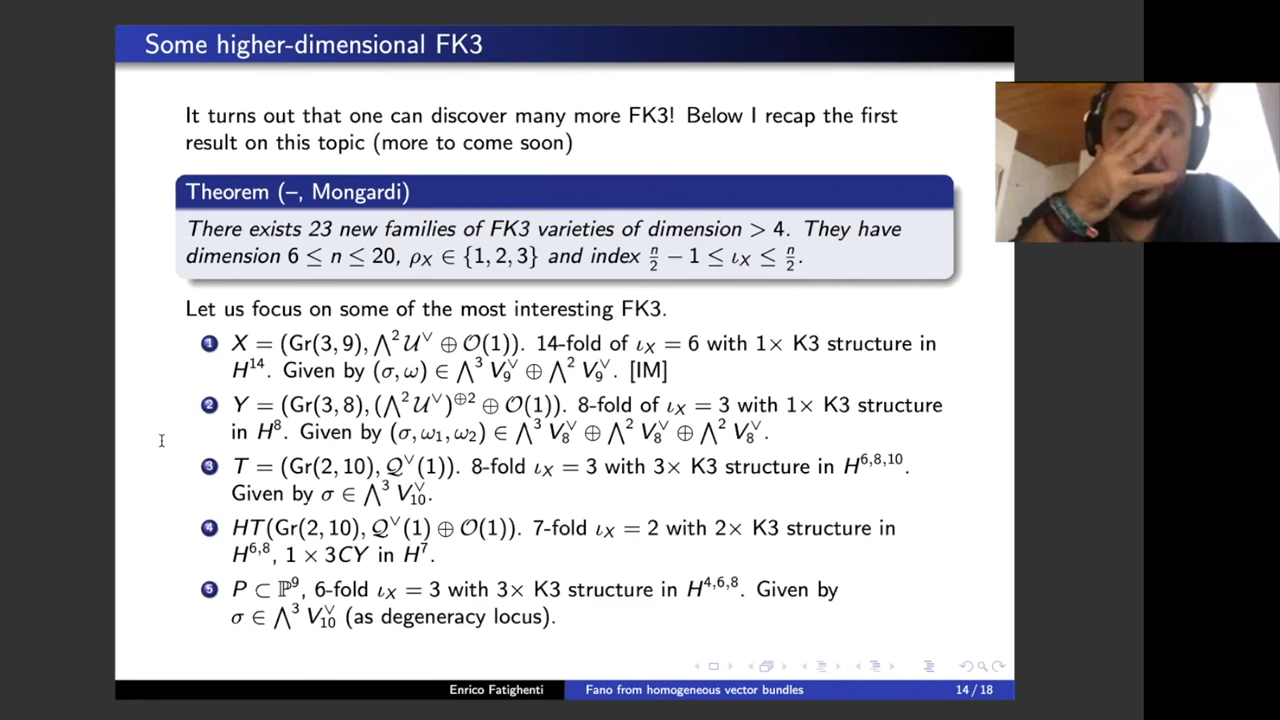 Some higher-dimensional FK3
It turns out that one can discover many more FK3! Below I recap the first
result on this topic (more to come soon)
Theorem (–, Mongardi)
There exists 23 new families of FK3 varieties of dimension > 4. They have
dimension 6 ≤ n ≤ 20, ρ_X ∈ {1, 2, 3} and index n/2 − 1 ≤ ι_X ≤ n/2.
Let us focus on some of the most interesting FK3.
1 X = (Gr(3, 9), ⋀² 𝒰^∨ ⊕ 𝒪(1)). 14-fold of ι_X = 6 with 1× K3 structure in
H^14. Given by (σ, ω) ∈ ⋀³ V_9^∨ ⊕ ⋀² V_9^∨. [IM]
2 Y = (Gr(3, 8), (⋀² 𝒰^∨)^⊕2 ⊕ 𝒪(1)). 8-fold of ι_X = 3 with 1× K3 structure
in H^8. Given by (σ, ω_1, ω_2) ∈ ⋀³ V_8^∨ ⊕ ⋀² V_8^∨ ⊕ ⋀² V_8^∨.
3 T = (Gr(2, 10), 𝒬^∨(1)). 8-fold ι_X = 3 with 3× K3 structure in H^6,8,10.
Given by σ ∈ ⋀³ V_10^∨.
4 HT(Gr(2, 10), 𝒬^∨(1) ⊕ 𝒪(1)). 7-fold ι_X = 2 with 2× K3 structure in
H^6,8, 1 × 3CY in H^7.
5 P ⊂ ℙ^9, 6-fold ι_X = 3 with 3× K3 structure in H^4,6,8. Given by
σ ∈ ⋀³ V_10^∨ (as degeneracy locus).
Enrico Fatighenti Fano from homogeneous vector bundles 14 / 18